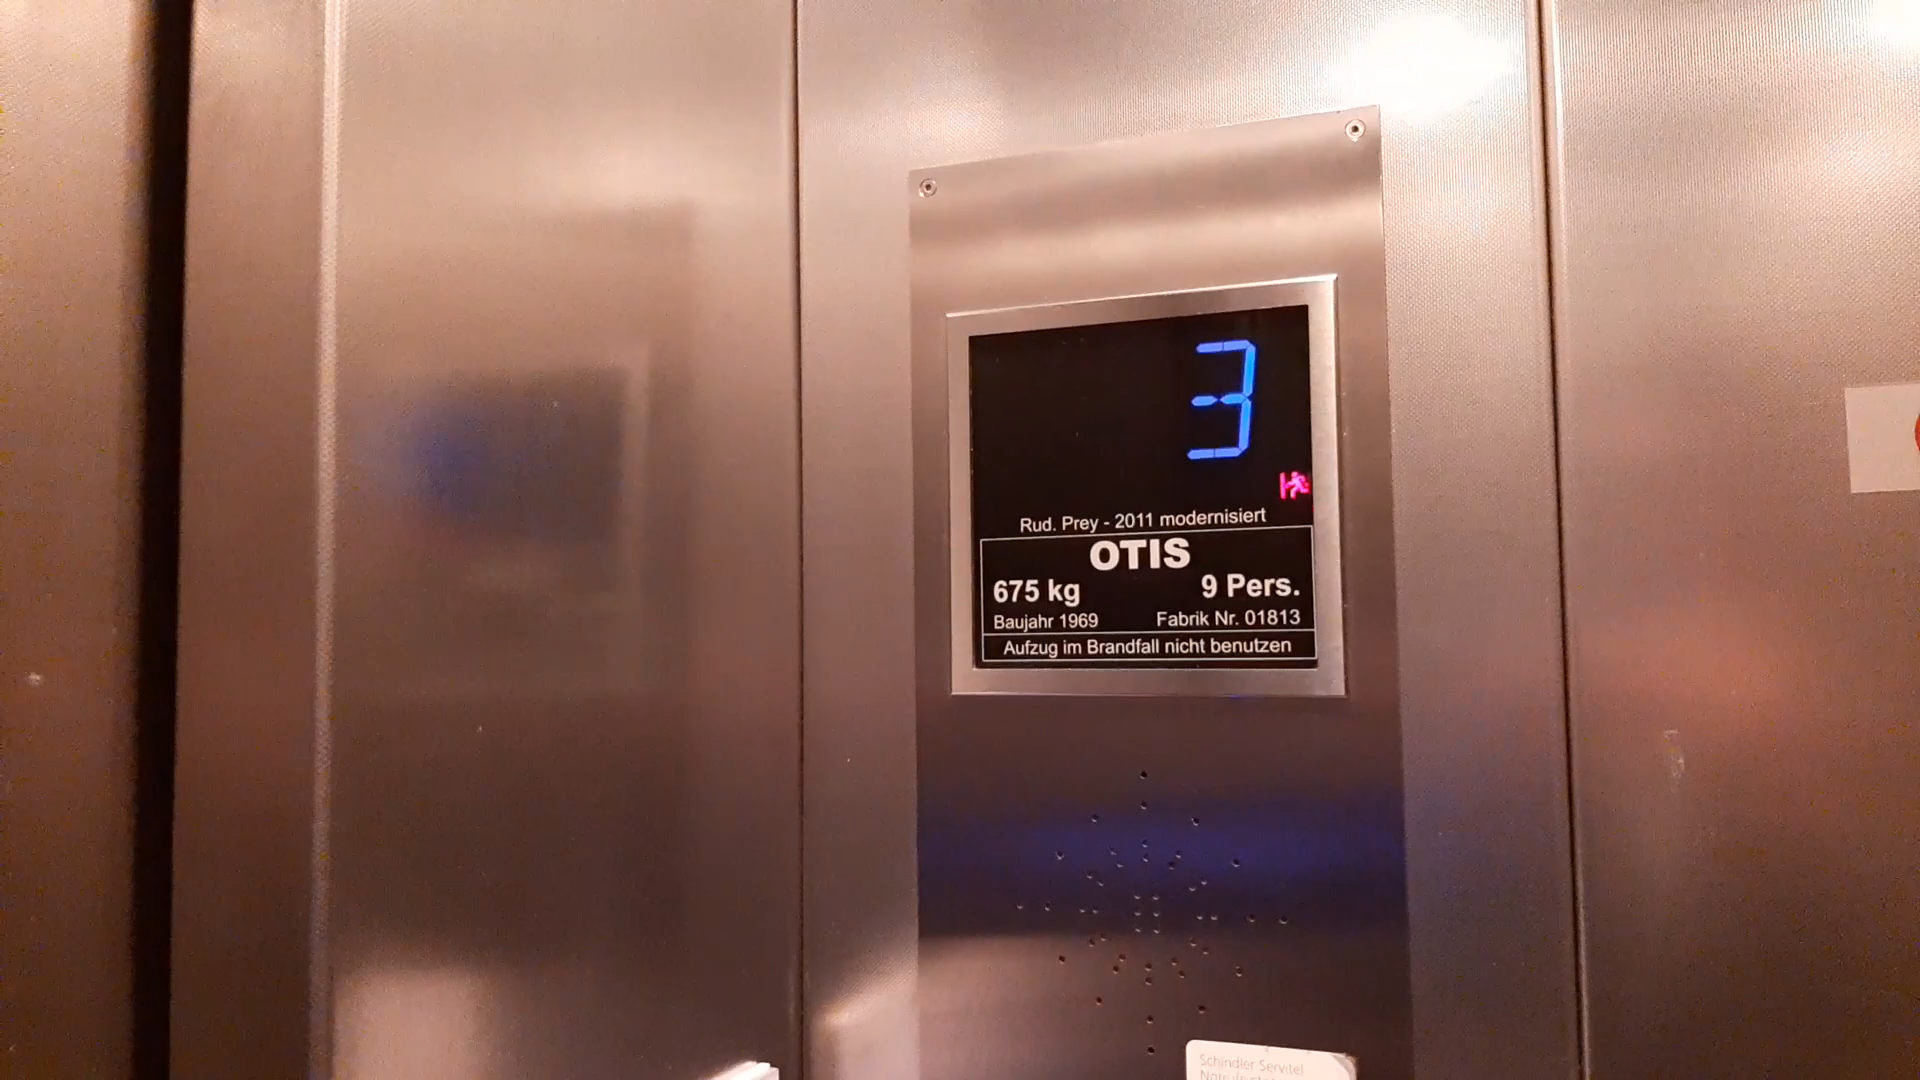 3
Rud. Prey - 2011 modernisiert
OTIS
675 kg 9 Pers.
Baujahr 1969 Fabrik Nr. 01813
Aufzug im Brandfall nicht benutzen
Schindler Servitel